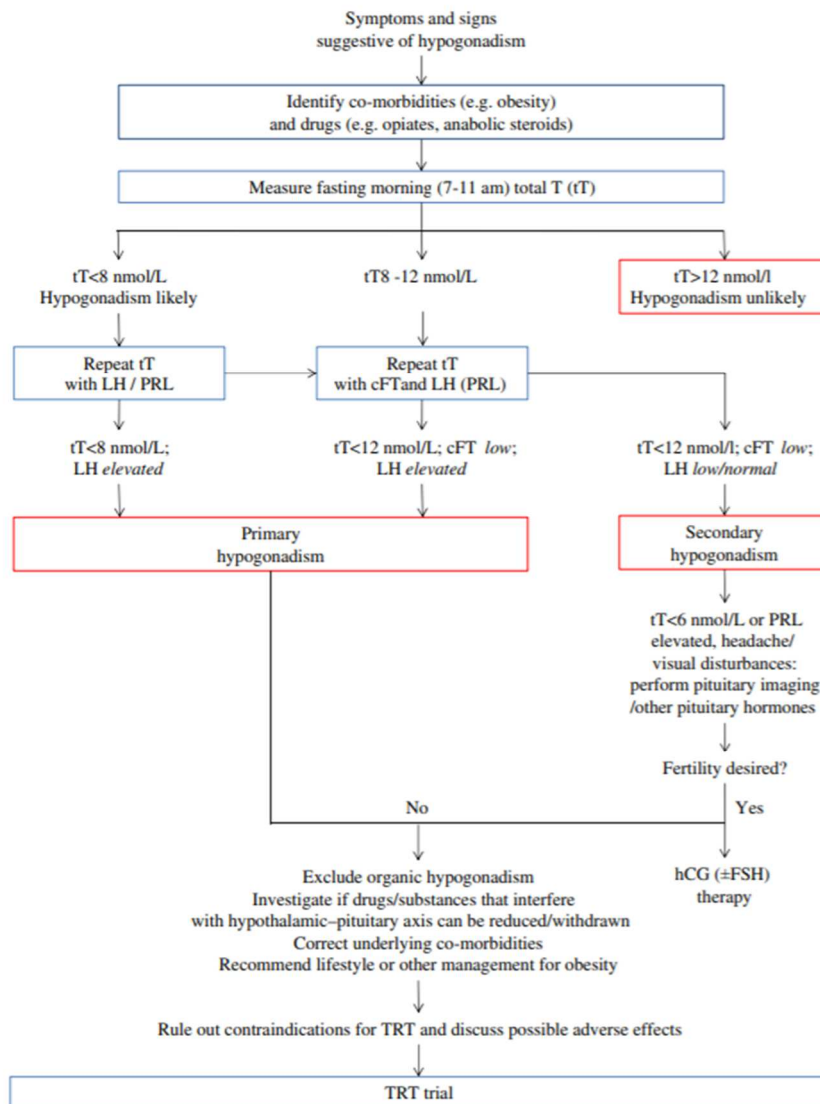 Symptoms and signs
suggestive of hypogonadism
Identify co-morbidities (e.g. obesity)
and drugs (e.g. opiates, anabolic steroids)
Measure fasting morning (7-11 am) total T (tT)
tT<8 nmol/L
Hypogonadism likely
tT8 -12 nmol/L
tT>12 nmol/l
Hypogonadism unlikely
Repeat tT
with LH / PRL
Repeat tT
with cFTand LH (PRL)
tT<8 nmol/L;
LH elevated
tT<12 nmol/L; cFT low;
LH elevated
tT<12 nmol/l; cFT low;
LH low/normal
Primary
hypogonadism
Secondary
hypogonadism
tT<6 nmol/L or PRL
elevated, headache/
visual disturbances:
perform pituitary imaging
/other pituitary hormones
Fertility desired?
No
Yes
Exclude organic hypogonadism
Investigate if drugs/substances that interfere
with hypothalamic–pituitary axis can be reduced/withdrawn
Correct underlying co-morbidities
Recommend lifestyle or other management for obesity
hCG (±FSH)
therapy
Rule out contraindications for TRT and discuss possible adverse effects
TRT trial